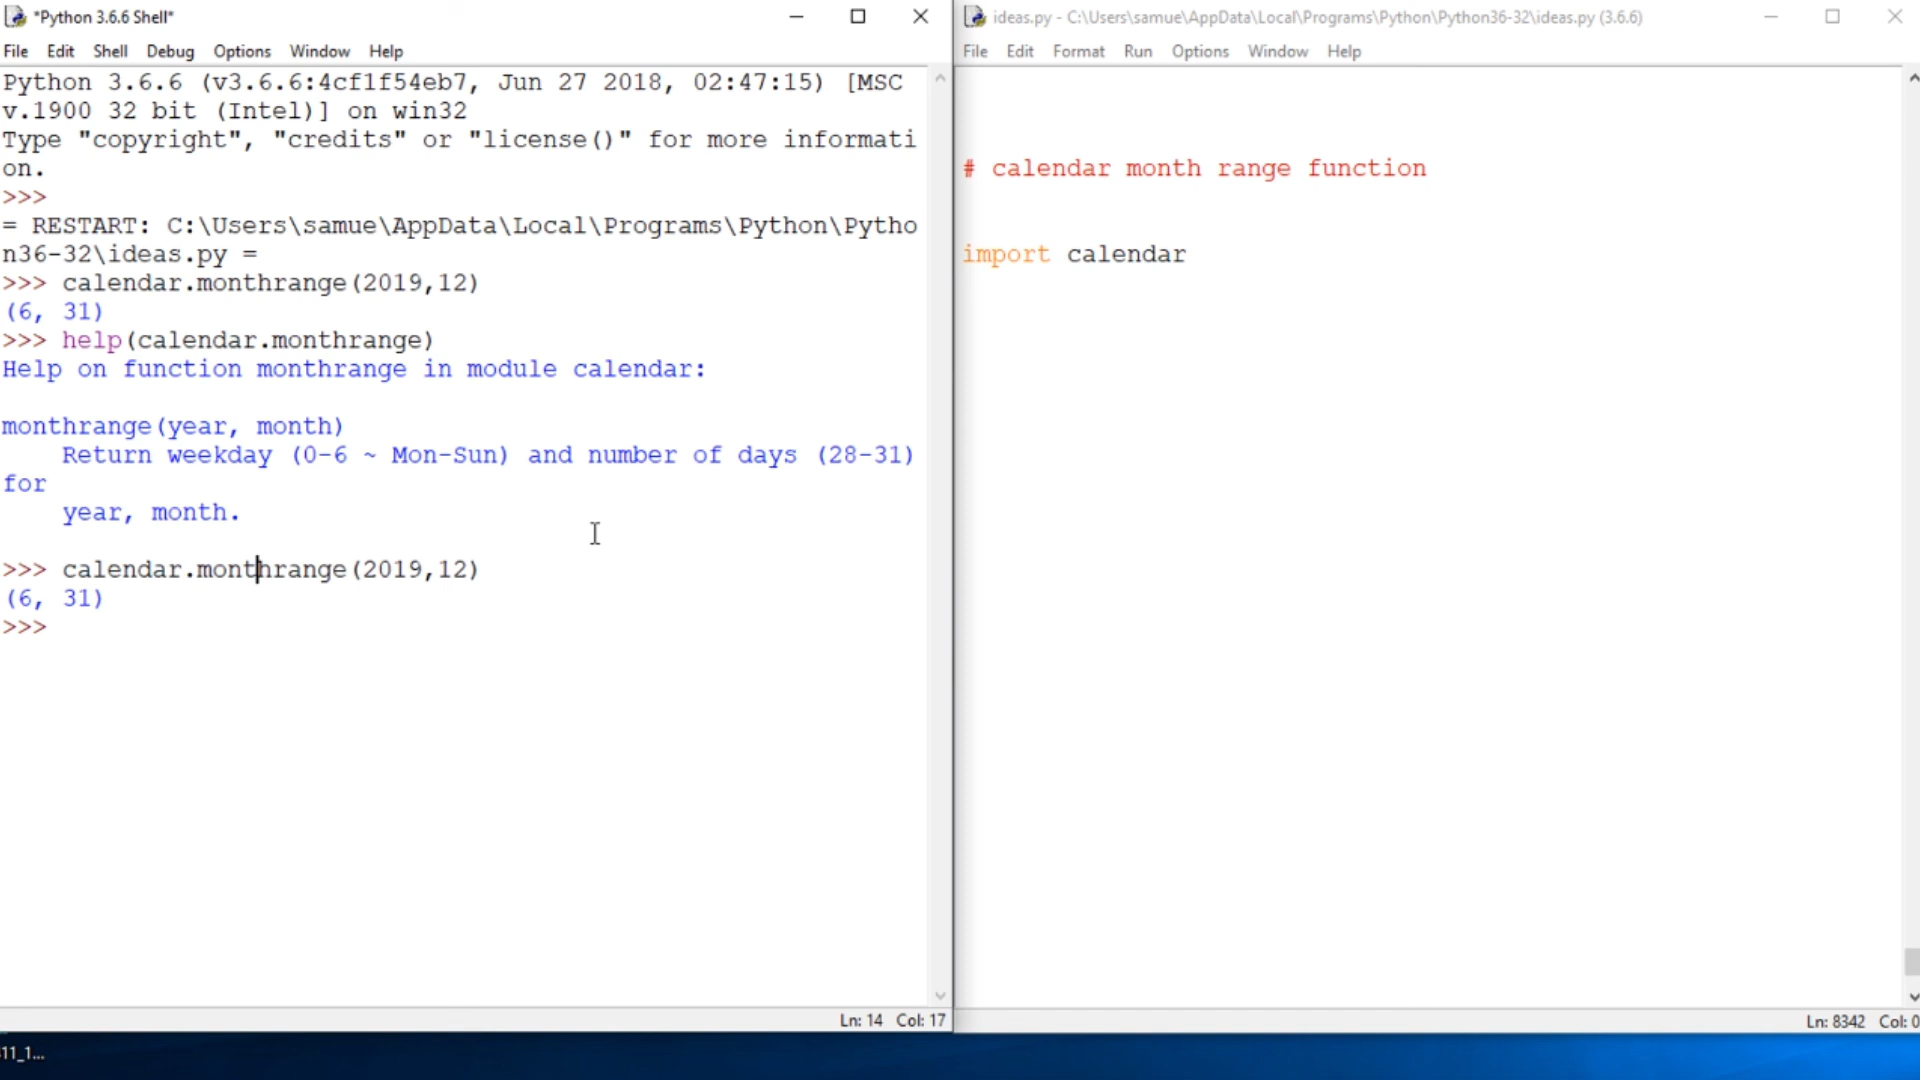 *Python 3.6.6 Shell*
File Edit Shell Debug Options Window Help
Python 3.6.6 (v3.6.6:4cf1f54eb7, Jun 27 2018, 02:47:15) [MSC
v.1900 32 bit (Intel)] on win32
Type "copyright", "credits" or "license()" for more informati
on.
>>>
= RESTART: C:\Users\samue\AppData\Local\Programs\Python\Pytho
n36-32\ideas.py =
>>> calendar.monthrange(2019,12)
(6, 31)
>>> help(calendar.monthrange)
Help on function monthrange in module calendar:
monthrange(year, month)
Return weekday (0-6 ~ Mon-Sun) and number of days (28-31)
for
year, month.
>>> calendar.monthrange(2019,12)
(6, 31)
>>>
Ln: 14 Col: 17
ideas.py - C:\Users\samue\AppData\Local\Programs\Python\Python36-32\ideas.py (3.6.6)
File Edit Format Run Options Window Help
# calendar month range function
import calendar
Ln: 8342 Col: 0
11_1...